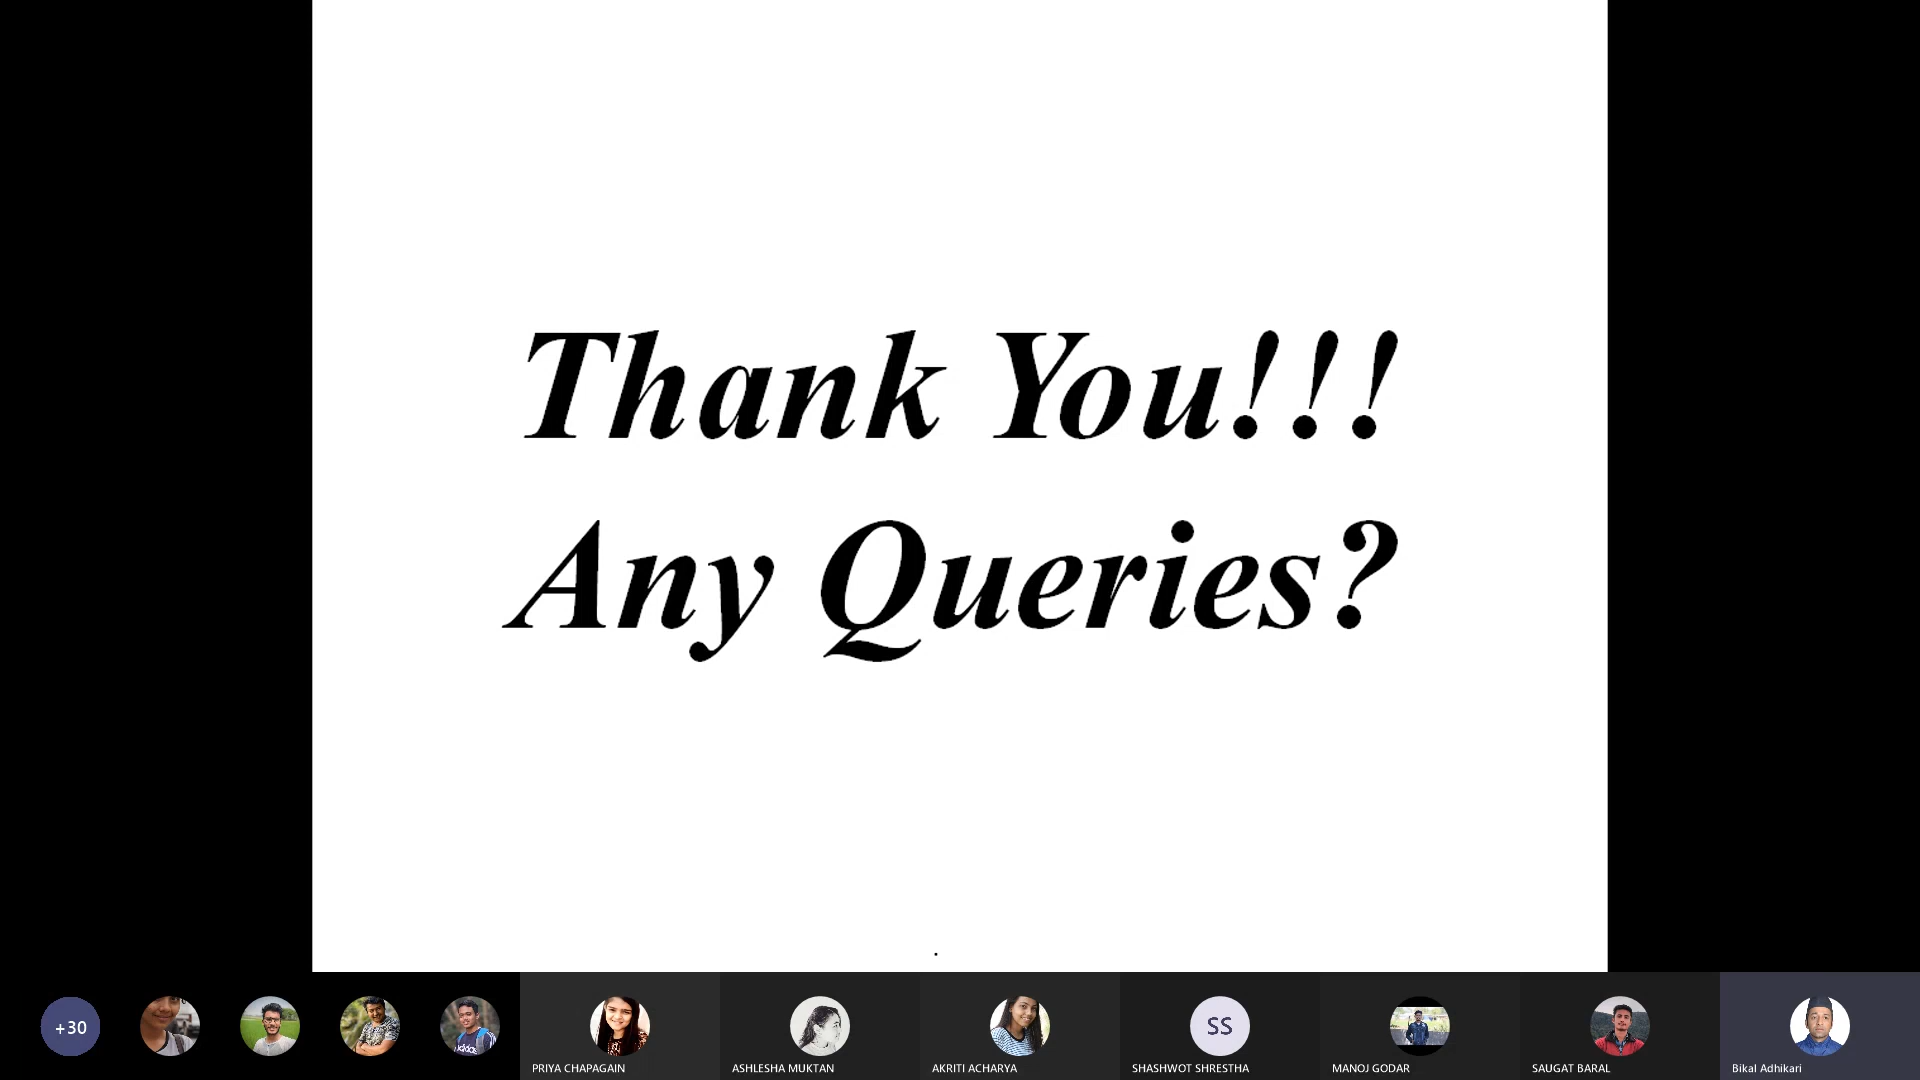 Thank You!!!
Any Queries?
.
+30
PRIYA CHAPAGAIN
ASHLESHA MUKTAN
AKRITI ACHARYA
SS
SHASHWOT SHRESTHA
MANOJ GODAR
SAUGAT BARAL
Bikal Adhikari